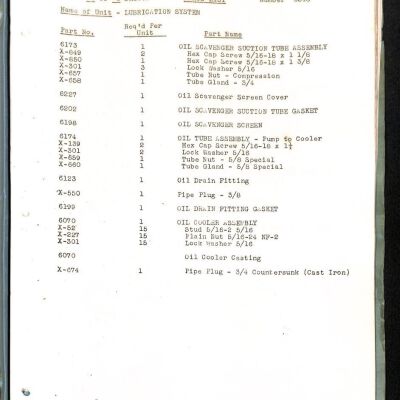 Name of Unit - LUBRICATION SYSTEM
Part No. Req'd Per Unit Part Name
6173 1 OIL SCAVENGER SUCTION TUBE ASSEMBLY
X-849 2 Hex Cap Screw 5/16-18 x 1 1/8
X-850 1 Hex Cap Screw 5/16-18 x 1 3/8
X-301 3 Lock Washer 5/16
X-657 1 Tube Nut - Compression
X-658 1 Tube Gland - 3/4
6227 1 Oil Scavenger Screen Cover
6202 1 OIL SCAVENGER SUCTION TUBE GASKET
6198 1 OIL SCAVENGER SCREEN
6174 1 OIL TUBE ASSEMBLY - Pump to Cooler
X-139 2 Hex Cap Screw 5/16-18 x
X-301 2 Lock Washer 5/16
X-659 1 Tube Nut - 5/8 Special
X-660 1 Tube Gland - 5/8 Special
6123 1 Oil Drain Fitting
X-550 1 Pipe Plug - 3/8
6199 1 OIL DRAIN FITTING GASKET
6070 1 OIL COOLER ASSEMBLY
X-52 15 Stud 5/16-2 5/16
X-227 15 Plain Nut 5/16-24 NF-2
X-301 15 Lock Washer 5/16
6070 Oil Cooler Casting
X-674 1 Pipe Plug - 3/4 Countersunk (Cast Iron)